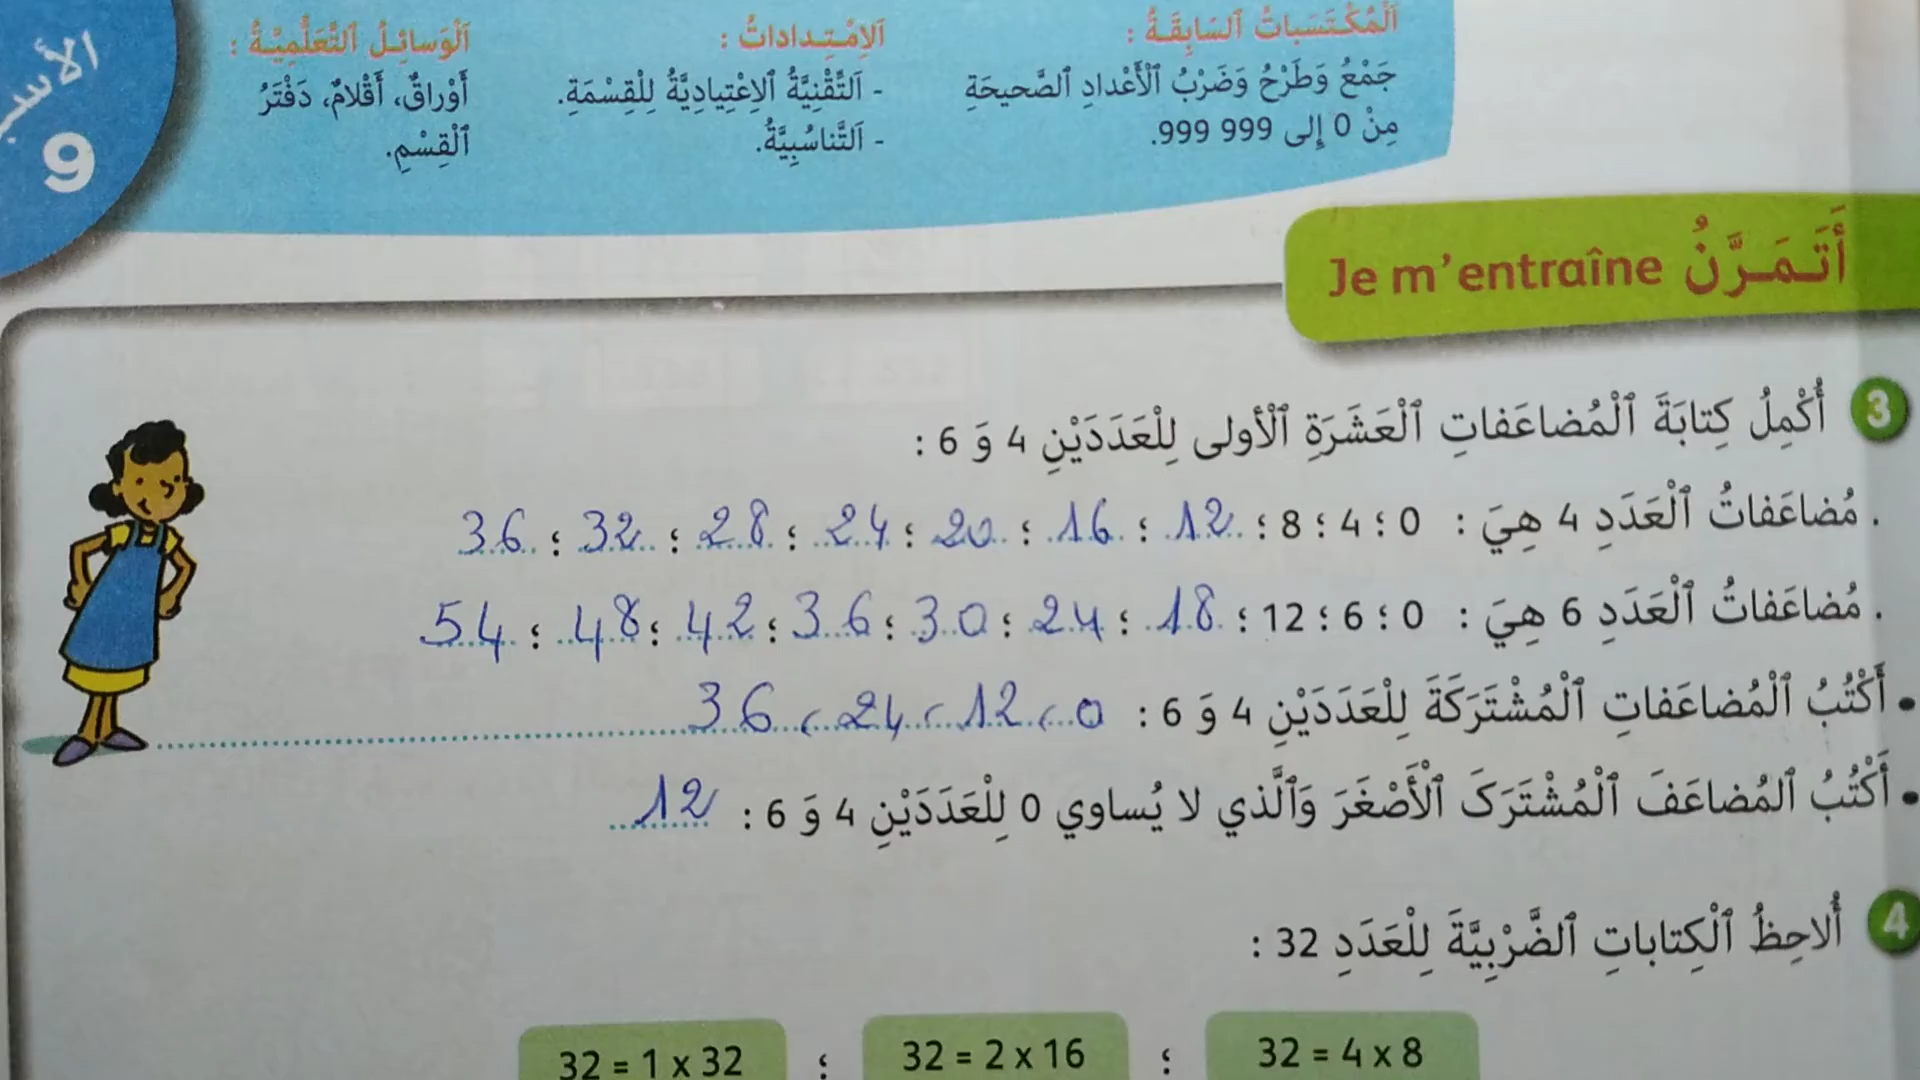 اَلْمُكْتَسَباتُ ٱلسّابِقَةُ :
جَمْعُ وَطَرْحُ وَضَرْبُ ٱلْأَعْدادِ ٱلصَّحيحَةِ
مِنْ 0 إِلى 999 999.
اَلِامْتِدادَاتُ :
- اَلتِّقْنِيَّةُ ٱلِاعْتِيادِيَّةُ لِلْقِسْمَةِ.
- اَلتَّناسُبِيَّةُ.
اَلْوَسائِلُ ٱلتَّعَلُّمِيَّةُ :
أَوْراقٌ، أَقْلامٌ، دَفْتَرُ
ٱلْقِسْمِ.
9
أَتَمَرَّنُ Je m'entraîne
3 أُكْمِلُ كِتابَةَ ٱلْمُضاعَفاتِ ٱلْعَشَرَةِ ٱلْأولى لِلْعَدَدَيْنِ 4 وَ 6 :
. مُضاعَفاتُ ٱلْعَدَدِ 4 هِيَ : 0 ؛ 4 ؛ 8 ؛ 12 ؛ 16 ؛ 20 ؛ 24 ؛ 28 ؛ 32 ؛ 36
. مُضاعَفاتُ ٱلْعَدَدِ 6 هِيَ : 0 ؛ 6 ؛ 12 ؛ 18 ؛ 24 ؛ 30 ؛ 36 ؛ 42 ؛ 48 ؛ 54
• أَكْتُبُ ٱلْمُضاعَفاتِ ٱلْمُشْتَرَكَةَ لِلْعَدَدَيْنِ 4 وَ 6 : 0 ، 12 ، 24 ، 36
• أَكْتُبُ ٱلمُضاعَفَ ٱلْمُشْتَرَكَ ٱلْأَصْغَرَ وَٱلَّذي لا يُساوي 0 لِلْعَدَدَيْنِ 4 وَ 6 : 12
4 أُلاحِظُ ٱلْكِتاباتِ ٱلضَّرْبِيَّةَ لِلْعَدَدِ 32 :
32 = 4 x 8 ؛ 32 = 2 x 16 ؛ 32 = 1 x 32